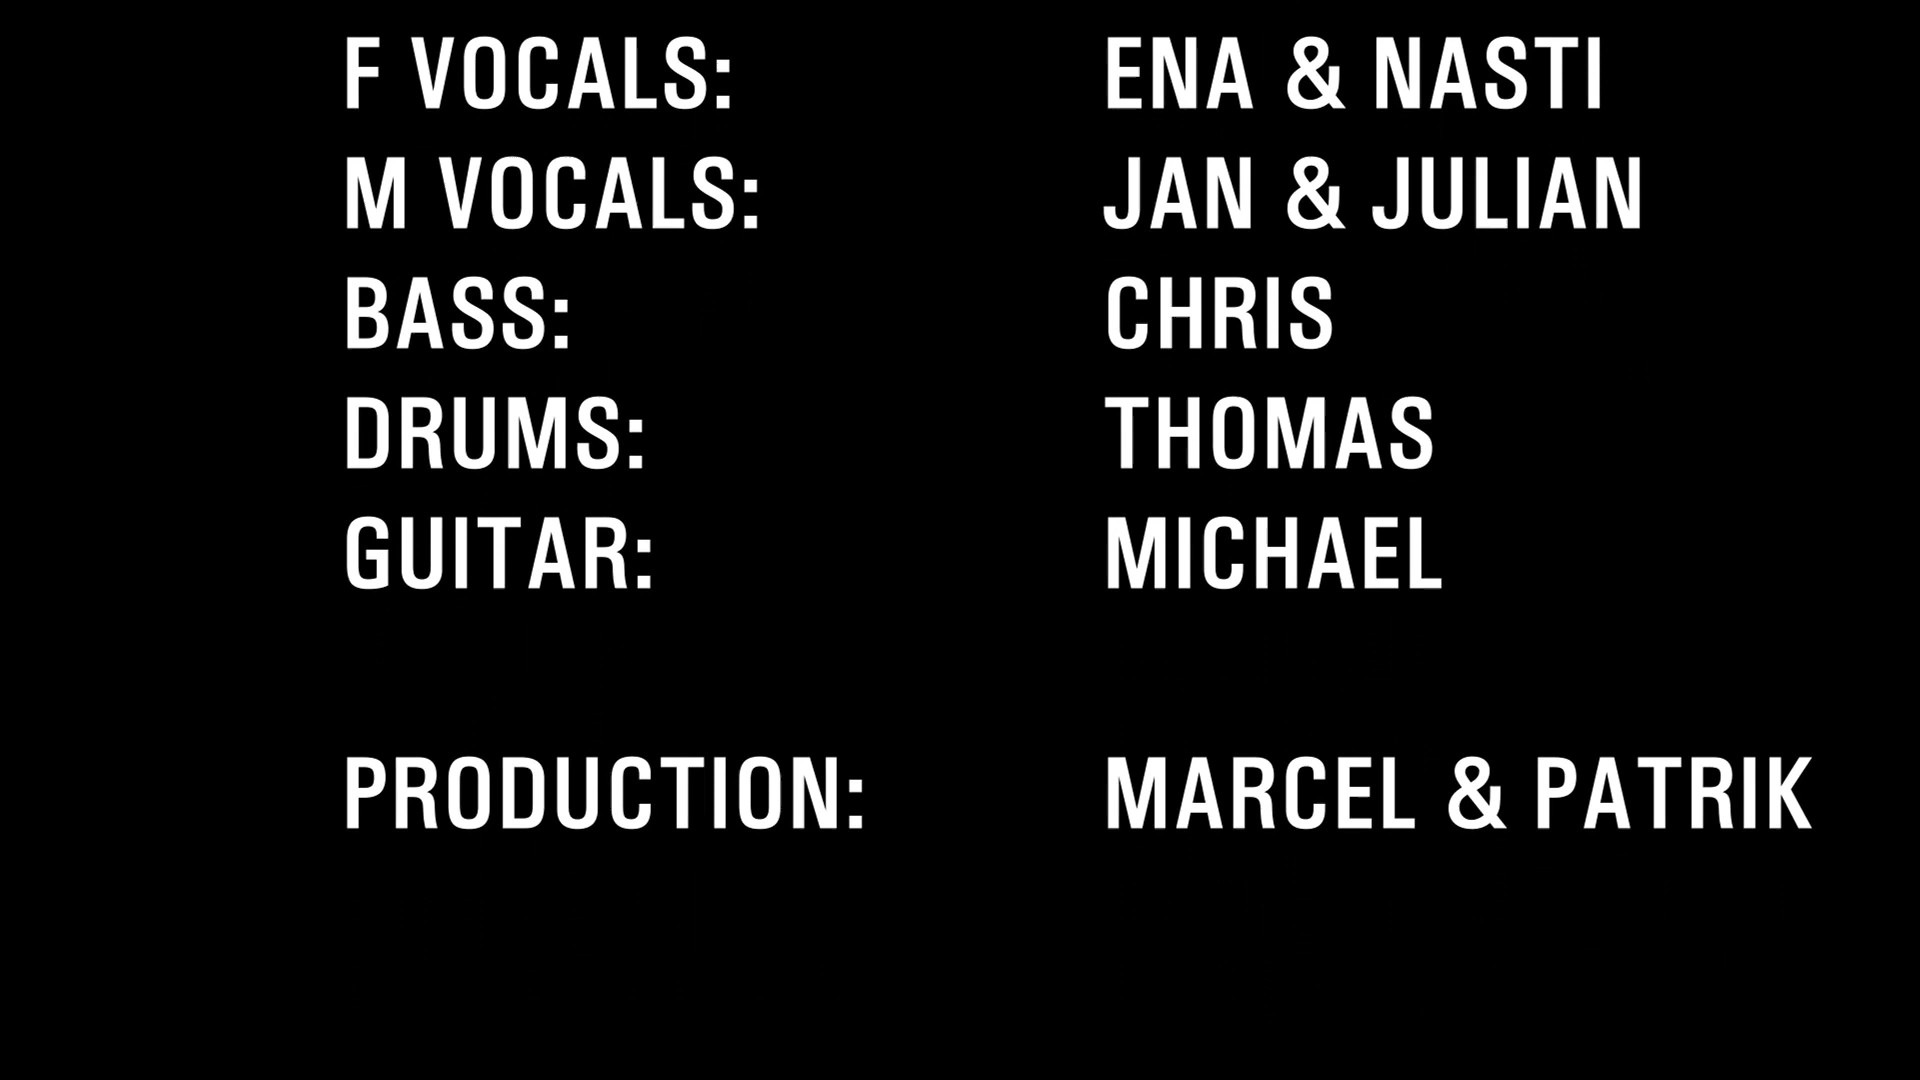 F VOCALS: ENA & NASTI
M VOCALS: JAN & JULIAN
BASS: CHRIS
DRUMS: THOMAS
GUITAR: MICHAEL
PRODUCTION: MARCEL & PATRIK